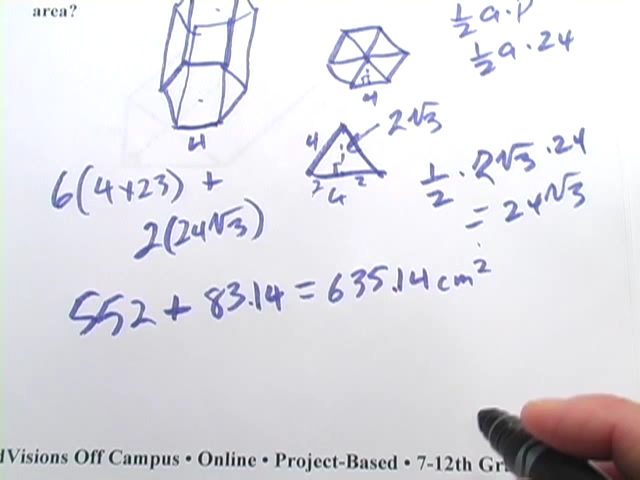 area?
½ a · P
½ a · 24
4
4
4
2√3
2 4 2
½ · 2√3 · 24
= 24√3
6(4×23) +
2(24√3)
552 + 83.14 = 635.14 cm²
dVisions Off Campus • Online • Project-Based • 7-12th Gr